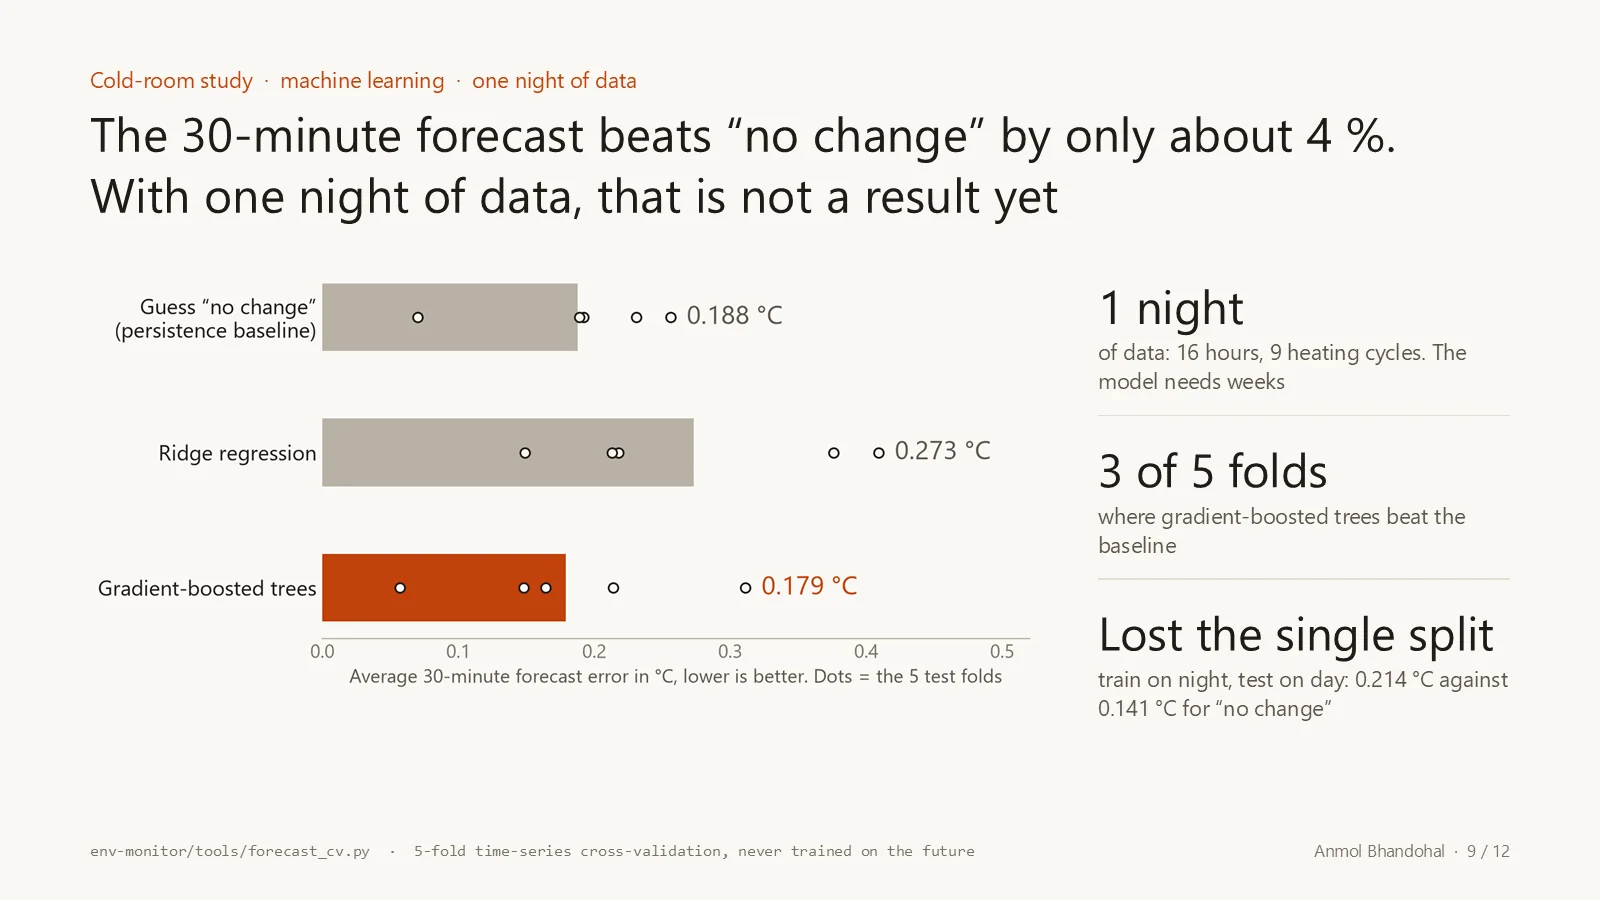 Cold-room study · machine learning · one night of data
The 30-minute forecast beats “no change” by only about 4 %.
With one night of data, that is not a result yet
Guess “no change”
(persistence baseline)
0.188 °C
Ridge regression
0.273 °C
Gradient-boosted trees
0.179 °C
0.0 0.1 0.2 0.3 0.4 0.5
Average 30-minute forecast error in °C, lower is better. Dots = the 5 test folds
1 night
of data: 16 hours, 9 heating cycles. The
model needs weeks
3 of 5 folds
where gradient-boosted trees beat the
baseline
Lost the single split
train on night, test on day: 0.214 °C against
0.141 °C for “no change”
env-monitor/tools/forecast_cv.py · 5-fold time-series cross-validation, never trained on the future
Anmol Bhandohal · 9 / 12